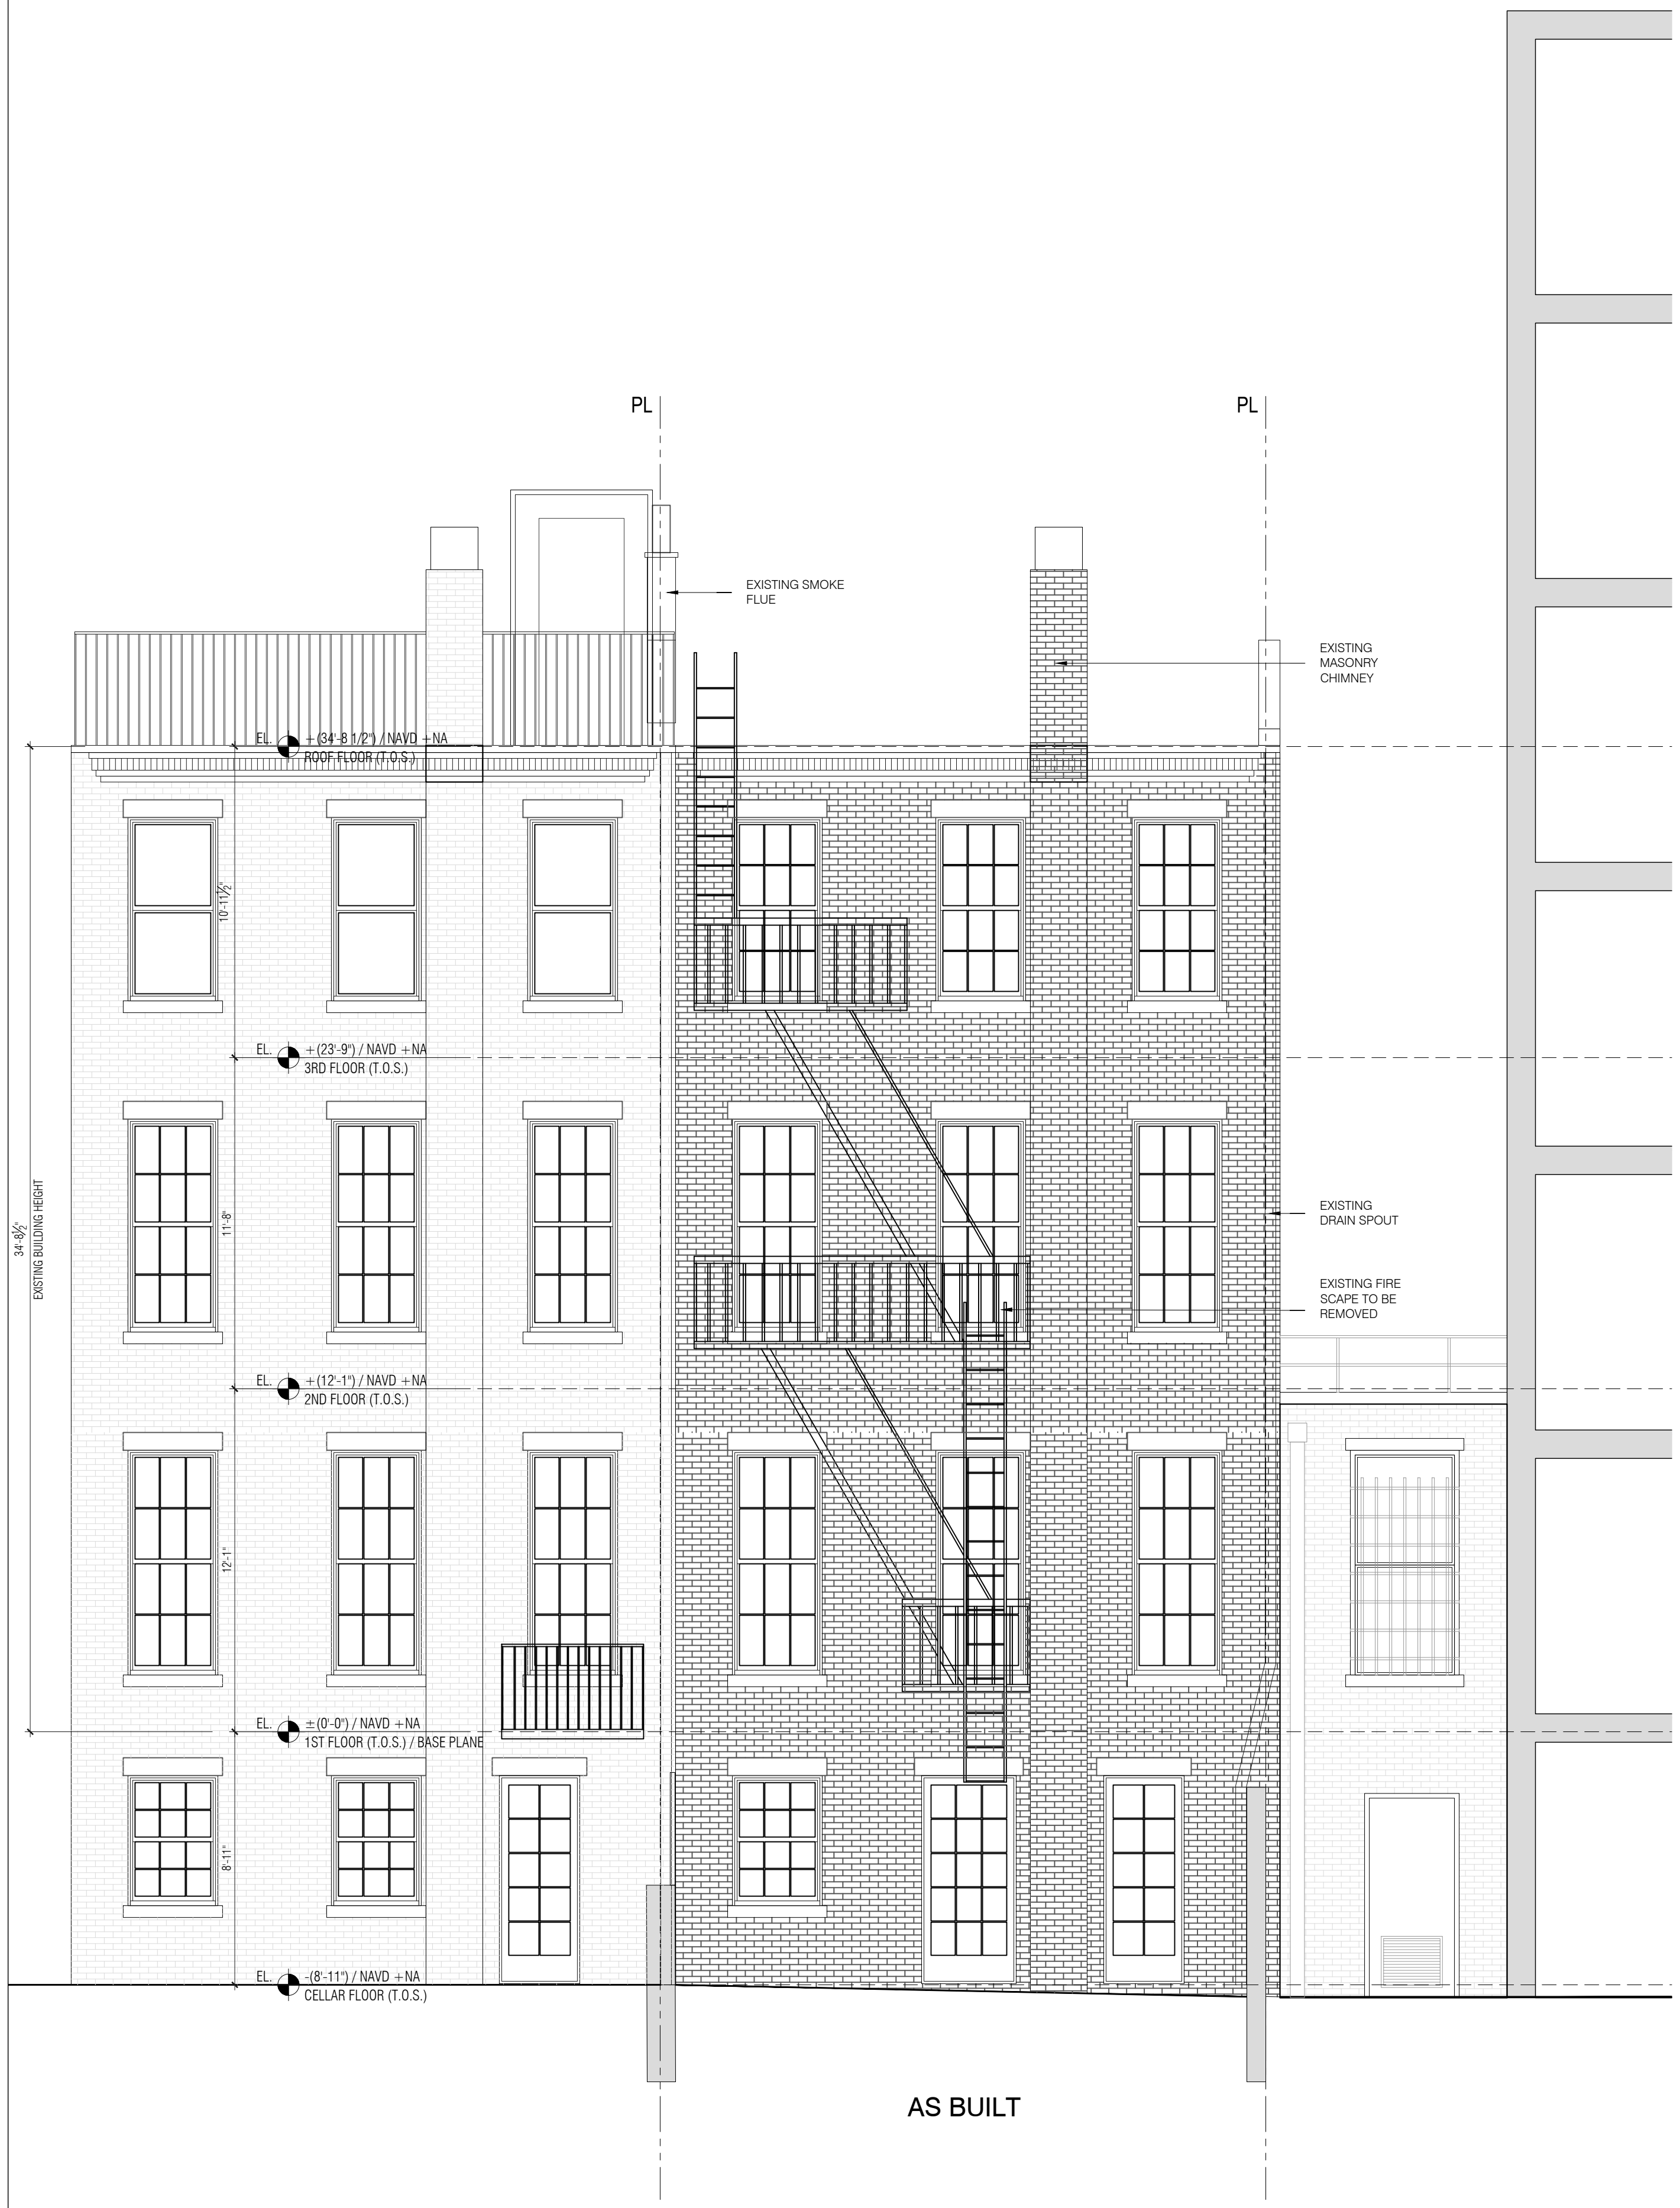 PL
PL
EXISTING SMOKE
FLUE
EXISTING
MASONRY
CHIMNEY
EL. +(34'-8 1/2") / NAVD +NA
ROOF FLOOR (T.O.S.)
10'-11½"
EL. +(23'-9") / NAVD +NA
3RD FLOOR (T.O.S.)
11'-8"
34'-8½"
EXISTING BUILDING HEIGHT
EXISTING
DRAIN SPOUT
EXISTING FIRE
SCAPE TO BE
REMOVED
EL. +(12'-1") / NAVD +NA
2ND FLOOR (T.O.S.)
12'-1"
EL. ±(0'-0") / NAVD +NA
1ST FLOOR (T.O.S.) / BASE PLANE
8'-11"
EL. -(8'-11") / NAVD +NA
CELLAR FLOOR (T.O.S.)
AS BUILT